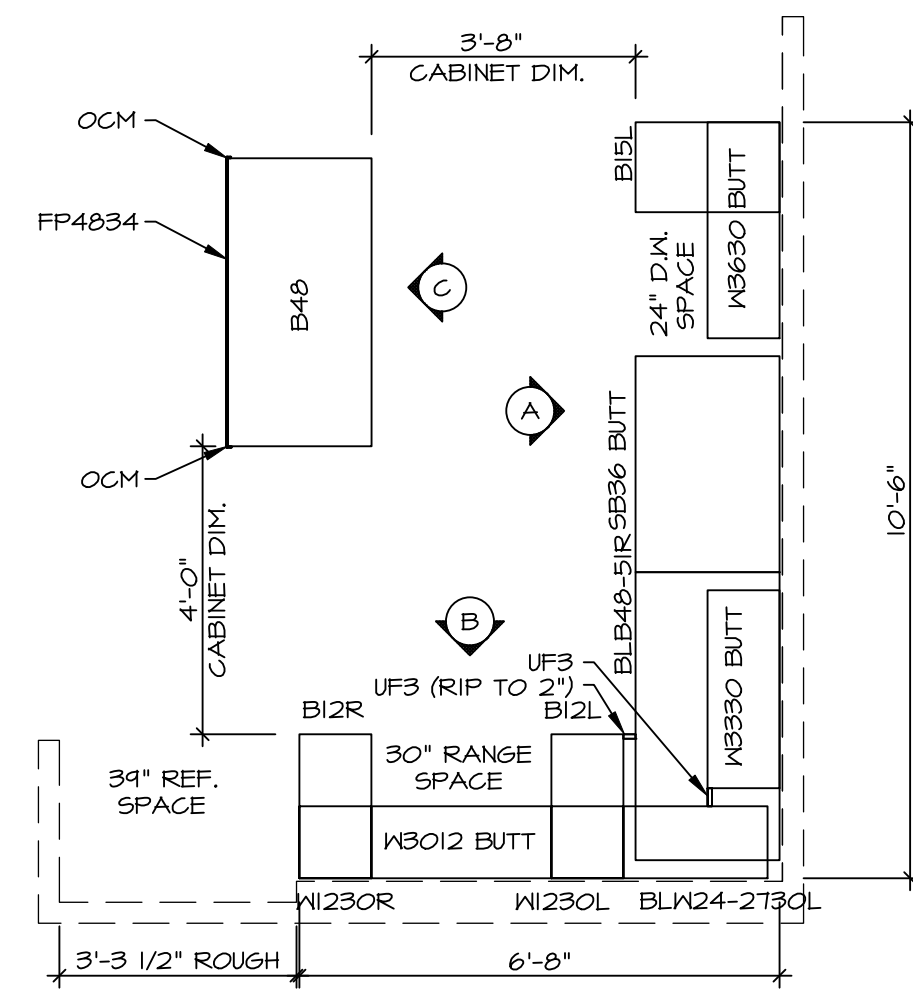 3'-8"
CABINET DIM.
OCM
FP4834
B48
OCM
C
A
B
B15L
W3630 BUTT
24" D.W.
SPACE
SB36 BUTT
BLB48-51R
10'-6"
4'-0"
CABINET DIM.
UF3
UF3 (RIP TO 2")
B12R
B12L
W3330 BUTT
39" REF.
SPACE
30" RANGE
SPACE
W3012 BUTT
W1230R
W1230L
BLW24-2730L
3'-3 1/2" ROUGH
6'-8"